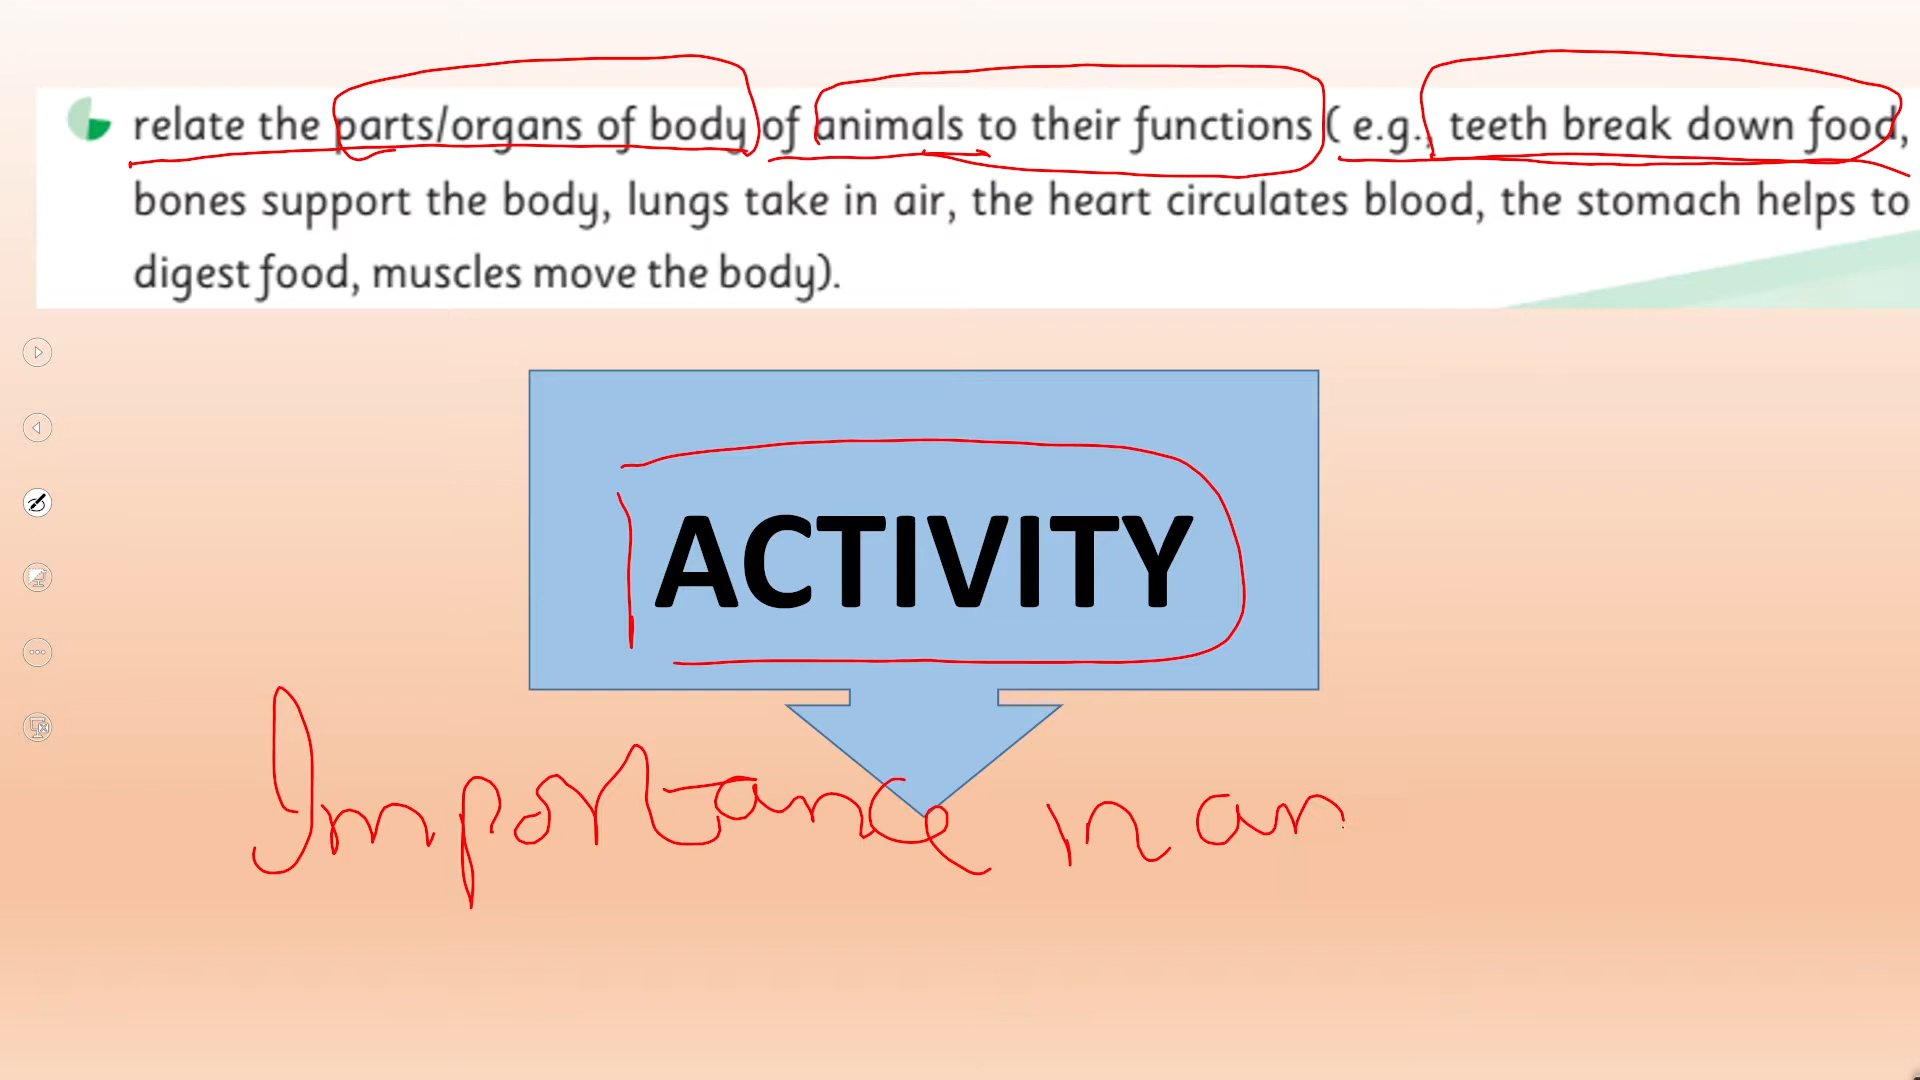 relate the parts/organs of body of animals to their functions ( e.g., teeth break down food,
bones support the body, lungs take in air, the heart circulates blood, the stomach helps to
digest food, muscles move the body).
ACTIVITY
Importance in an